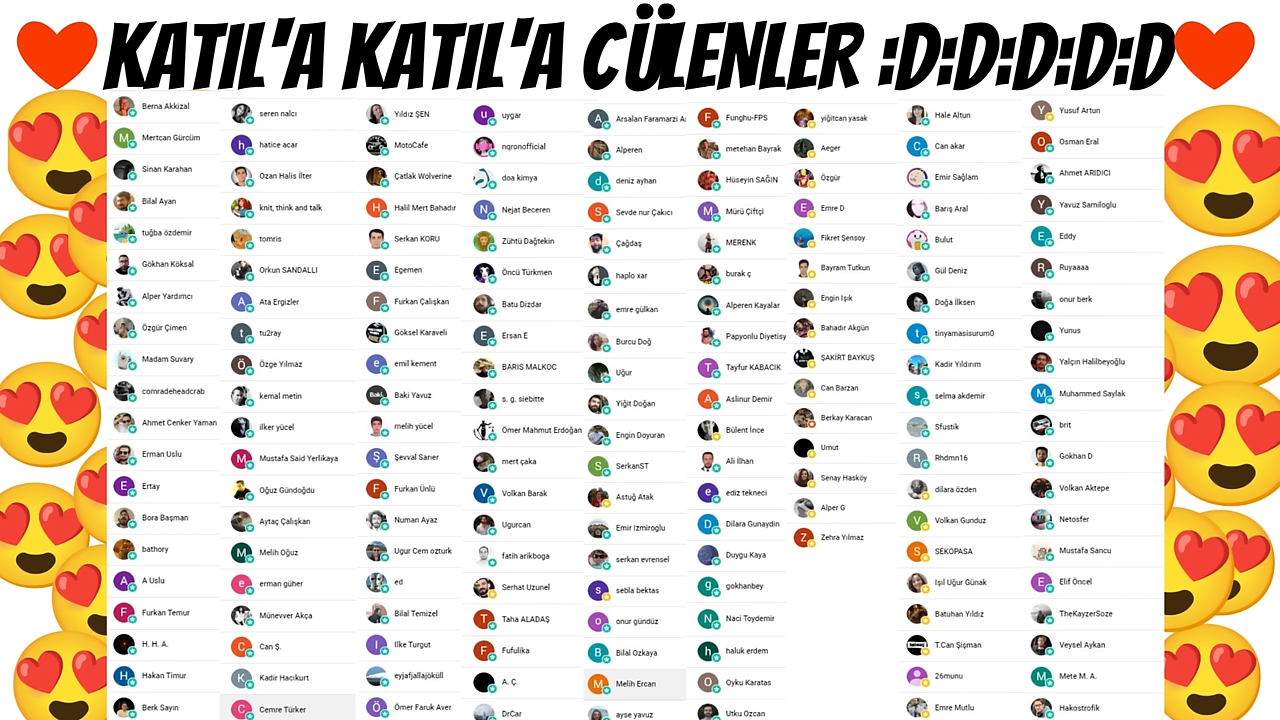 KATIL'A KATIL'A CÜLENLER :D:D:D:D:D
Berna Akkizal
Mertcan Gürcüm
Sinan Karahan
Bilal Ayan
tuğba özdemir
Gökhan Köksal
Alper Yardımcı
Özgür Çimen
Madam Suvary
comradeheadcrab
Ahmet Cenker Yaman
Erman Uslu
Ertay
Bora Başman
bathory
A Uslu
Furkan Temur
H. H. A.
Hakan Timur
Berk Sayın
seren nalcı
hatice acar
Ozan Halis İlter
knit, think and talk
tomris
Orkun SANDALLI
Ata Ergizler
tu2ray
Özge Yılmaz
kemal metin
ilker yücel
Mustafa Said Yerlikaya
Oğuz Gündoğdu
Aytaç Çalışkan
Melih Oğuz
erman güher
Münevver Akça
Can Ş.
Kadir Hacıkurt
Cemre Türker
Yıldız ŞEN
MotoCafe
Çatlak Wolverine
Halil Mert Bahadır
Serkan KORU
Egemen
Furkan Çalışkan
Göksel Karaveli
emil kement
Baki Yavuz
melih yücel
Şevval Sarıer
Furkan Ünlü
Numan Ayaz
Ugur Cem ozturk
ed
Bilal Temizel
Ilke Turgut
eyjafjallajöküll
Ömer Faruk Aver
uygar
nqronofficial
doa kimya
Nejat Beceren
Zühtü Dağtekin
Öncü Türkmen
Batu Dizdar
Ersan E
BARIS MALKOC
s. g. siebitte
Ömer Mahmut Erdoğan
mert çaka
Volkan Barak
Ugurcan
fatih arikboga
Serhat Uzunel
Taha ALADAŞ
Fufulika
A. Ç.
DrCar
Arsalan Faramarzi A
Alperen
deniz ayhan
Sevde nur Çakıcı
Çağdaş
haplo xar
emre gülkan
Burcu Doğ
Uğur
Yiğit Doğan
Engin Doyuran
SerkanST
Astuğ Atak
Emir Izmiroglu
serkan evrensel
sebla bektas
onur gündüz
Bilal Ozkaya
Melih Ercan
ayse yavuz
Funghu-FPS
metehan Bayrak
Hüseyin SAĞIN
Mürü Çiftçi
MERENK
burak ç
Alperen Kayalar
Papyonlu Diyetisy
Tayfur KABACIK
Aslinur Demir
Bülent İnce
Ali İlhan
ediz tekneci
Dilara Gunaydin
Duygu Kaya
gokhanbey
Naci Toydemir
haluk erdem
Oyku Karatas
Utku Ozcan
yiğitcan yasak
Aeger
Özgür
Emre D
Fikret Şensoy
Bayram Tutkun
Engin Işık
Bahadır Akgün
ŞAKİRT BAYKUŞ
Can Barzan
Berkay Karacan
Umut
Senay Hasköy
Alper G
Zehra Yılmaz
Hale Altun
Can akar
Emir Sağlam
Barış Aral
Bulut
Gül Deniz
Doğa İlksen
tinyamasisurum0
Kadir Yıldırım
selma akdemir
Sfustik
Rhdmn16
dilara özden
Volkan Gunduz
SEKOPASA
Işıl Uğur Günak
Batuhan Yıldız
T.Can Şişman
26munu
Emre Mutlu
Yusuf Artun
Osman Eral
Ahmet ARIDICI
Yavuz Samiloglu
Eddy
Ruyaaaa
onur berk
Yunus
Yalçın Halilbeyoğlu
Muhammed Saylak
brit
Gokhan D
Volkan Aktepe
Netosfer
Mustafa Sancu
Elif Öncel
TheKayzerSoze
Veysel Aykan
Mete M. A.
Hakostrofik